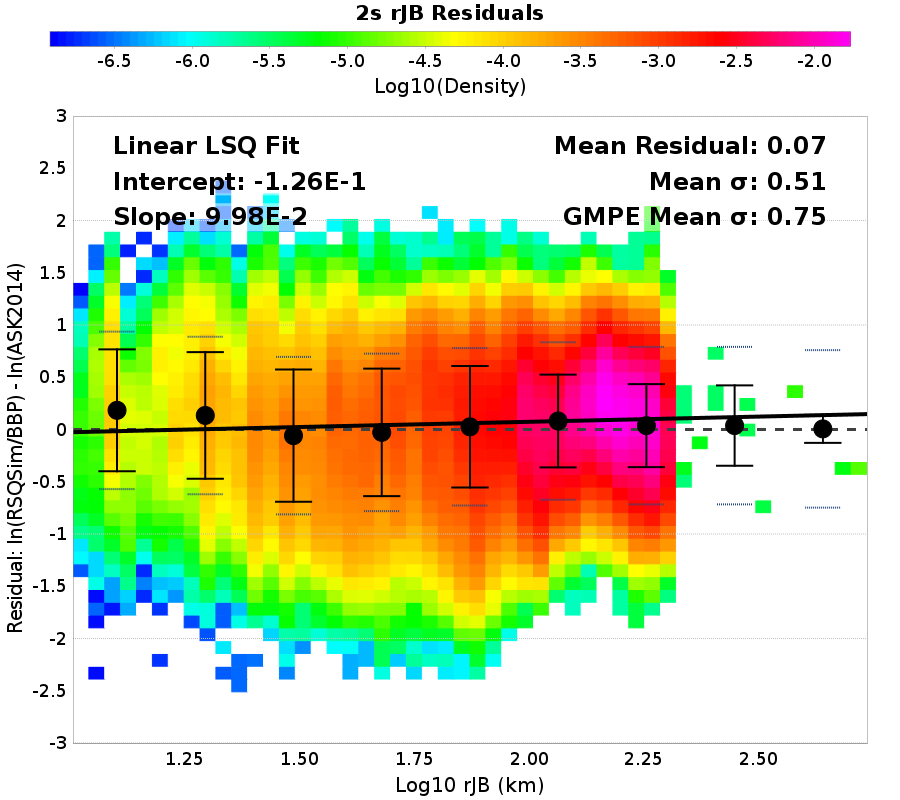 2s rJB Residuals
-6.5 -6.0 -5.5 -5.0 -4.5 -4.0 -3.5 -3.0 -2.5 -2.0
Log10(Density)
Linear LSQ Fit
Intercept: -1.26E-1
Slope: 9.98E-2
Mean Residual: 0.07
Mean σ: 0.51
GMPE Mean σ: 0.75
Residual: ln(RSQSim/BBP) - ln(ASK2014)
3
2.5
2
1.5
1
0.5
0
-0.5
-1
-1.5
-2
-2.5
-3
1.25 1.50 1.75 2.00 2.25 2.50
Log10 rJB (km)